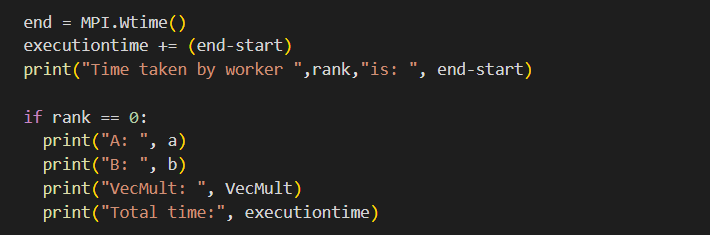 end = MPI.Wtime()
executiontime += (end-start)
print("Time taken by worker ",rank,"is: ", end-start)
if rank == 0:
  print("A: ", a)
  print("B: ", b)
  print("VecMult: ", VecMult)
  print("Total time:", executiontime)